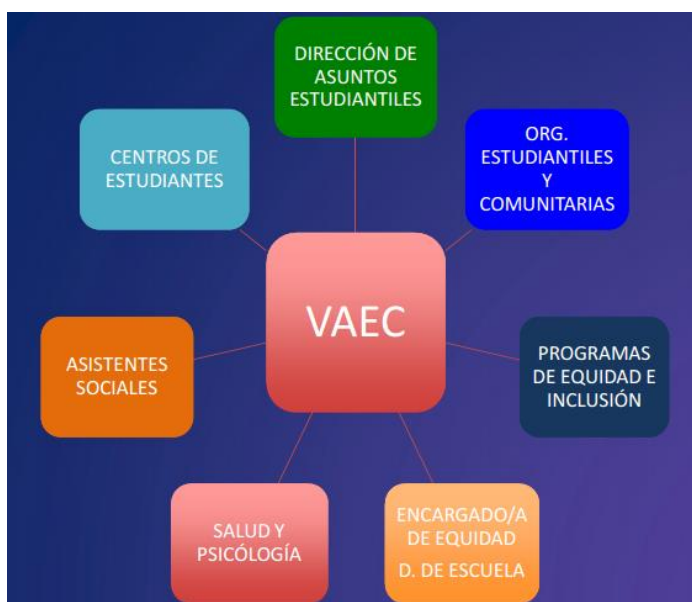 DIRECCIÓN DE
ASUNTOS
ESTUDIANTILES
CENTROS DE
ESTUDIANTES
ORG.
ESTUDIANTILES
Y
COMUNITARIAS
VAEC
ASISTENTES
SOCIALES
PROGRAMAS
DE EQUIDAD E
INCLUSIÓN
SALUD Y
PSICÓLOGÍA
ENCARGADO/A
DE EQUIDAD
D. DE ESCUELA